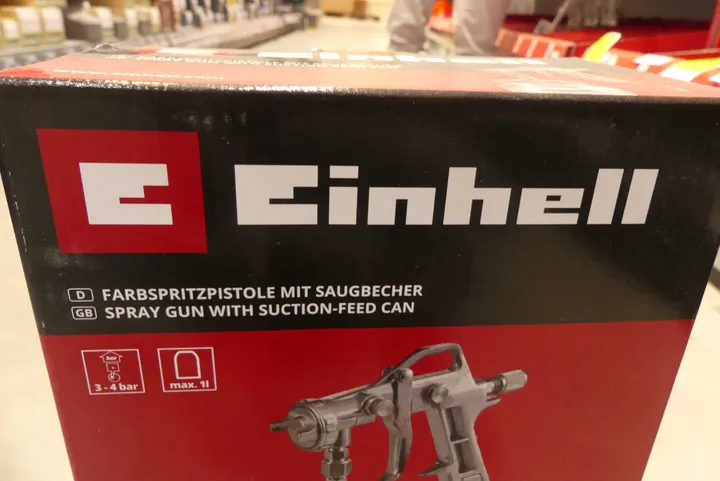 Einhell
D FARBSPRITZPISTOLE MIT SAUGBECHER
GB SPRAY GUN WITH SUCTION-FEED CAN
bar
3 - 4 bar
max. 1l